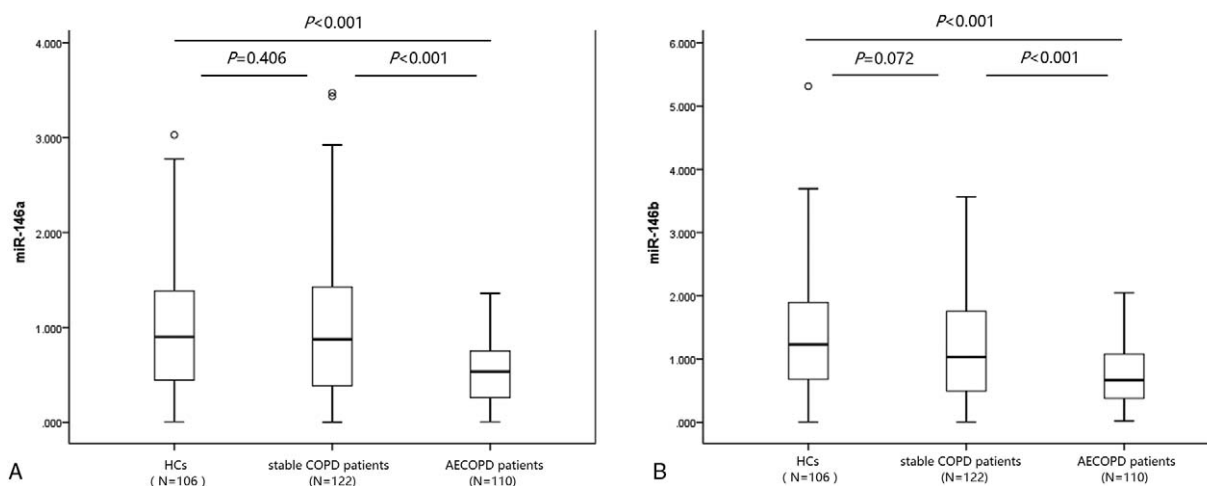 P<0.001
P=0.406
P<0.001
4.000
3.000
2.000
1.000
.000
miR-146a
HCs
( N=106 )
stable COPD patients
(N=122)
AECOPD patients
(N=110)
A
P<0.001
P=0.072
P<0.001
6.000
5.000
4.000
3.000
2.000
1.000
.000
miR-146b
HCs
( N=106 )
stable COPD patients
(N=122)
AECOPD patients
(N=110)
B